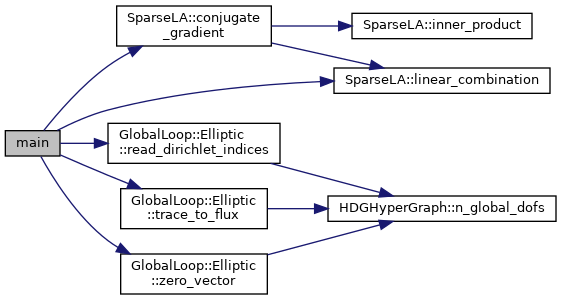 SparseLA::conjugate
_gradient
SparseLA::inner_product
SparseLA::linear_combination
main
GlobalLoop::Elliptic
::read_dirichlet_indices
GlobalLoop::Elliptic
::trace_to_flux
HDGHyperGraph::n_global_dofs
GlobalLoop::Elliptic
::zero_vector